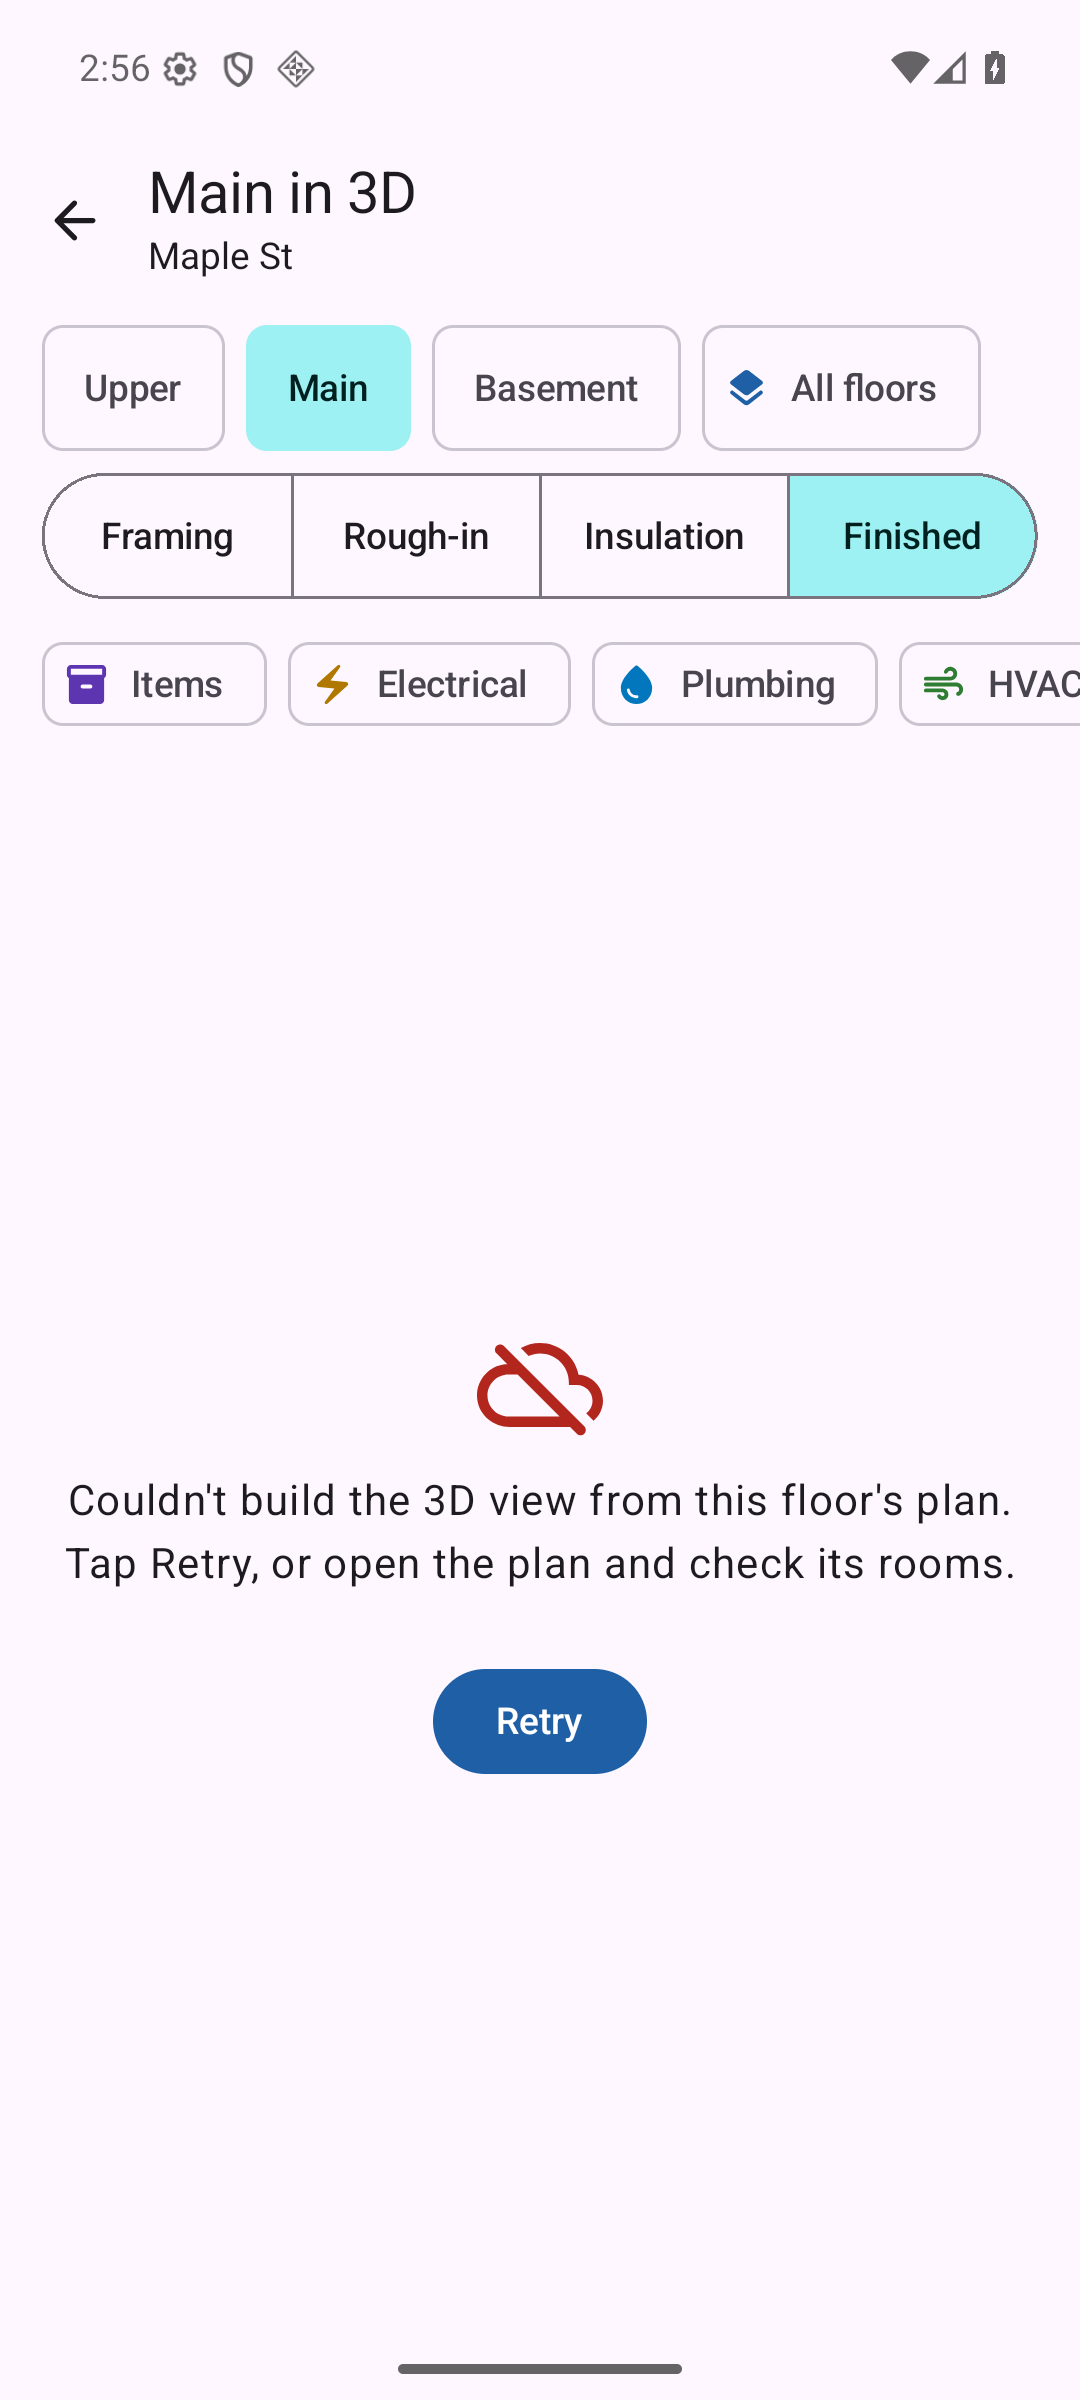 2:56
Main in 3D
Maple St
Upper
Main
Basement
All floors
Framing
Rough-in
Insulation
Finished
Items
Electrical
Plumbing
HVAC
Couldn't build the 3D view from this floor's plan.
Tap Retry, or open the plan and check its rooms.
Retry